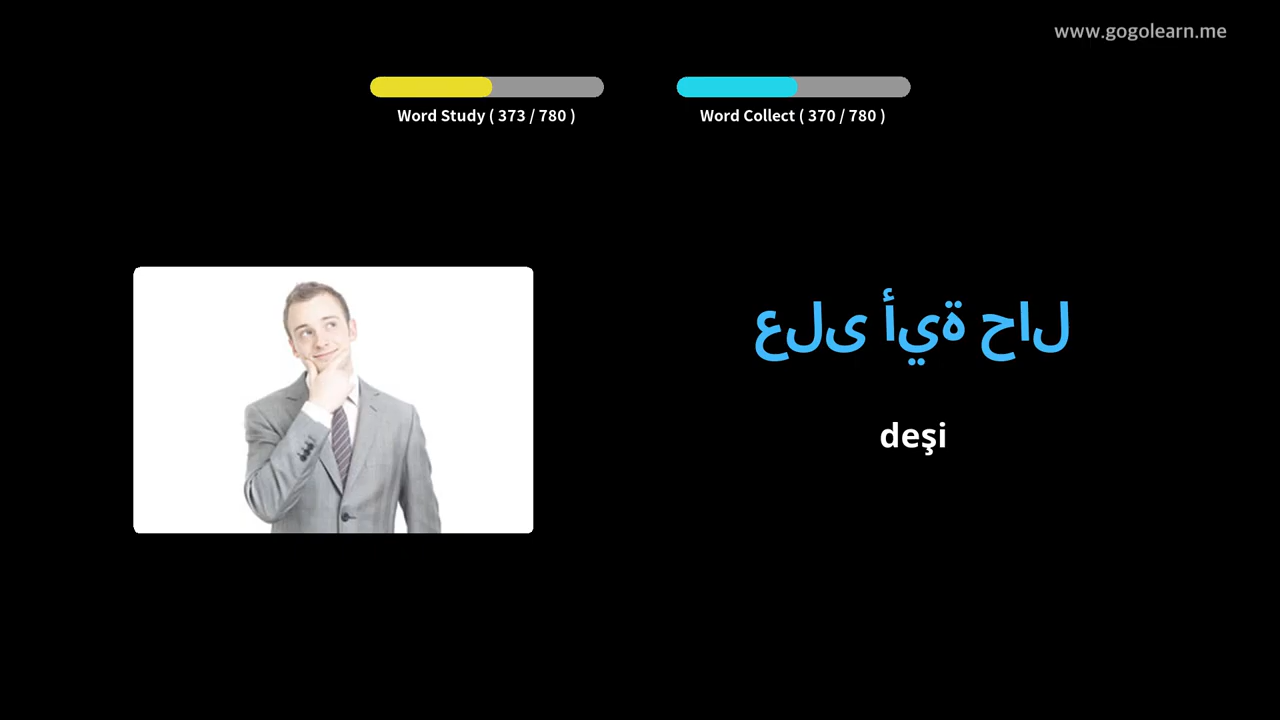 www.gogolearn.me
Word Study ( 373 / 780 )
Word Collect ( 370 / 780 )
على أية حال
deşi